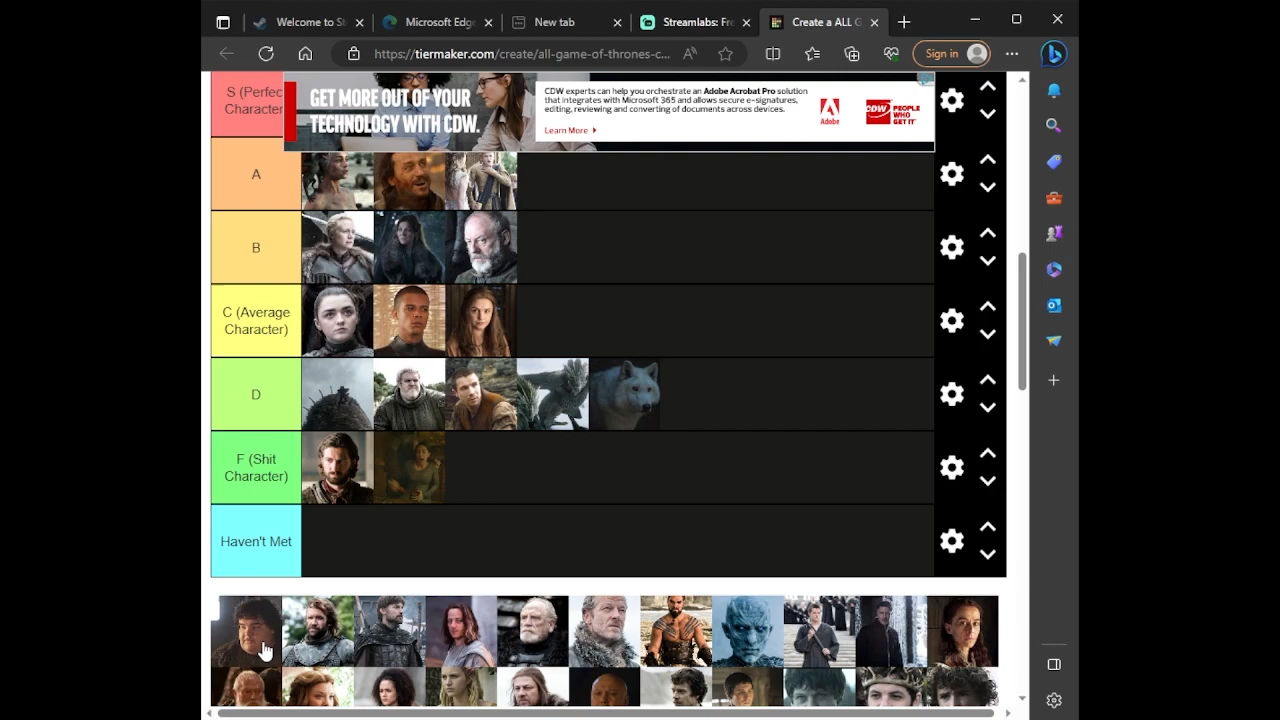 Welcome to St
Microsoft Edg
New tab
Streamlabs: Fre
Create a ALL G
https://tiermaker.com/create/all-game-of-thrones-c...
Sign in
S (Perfec
Character
GET MORE OUT OF YOUR
TECHNOLOGY WITH CDW.
CDW experts can help you orchestrate an Adobe Acrobat Pro solution
that integrates with Microsoft 365 and allows secure e-signatures,
editing, reviewing and converting of documents across devices.
Learn More
Adobe
CDW
PEOPLE
WHO
GET IT
A
B
C (Average
Character)
D
F (Shit
Character)
Haven't Met